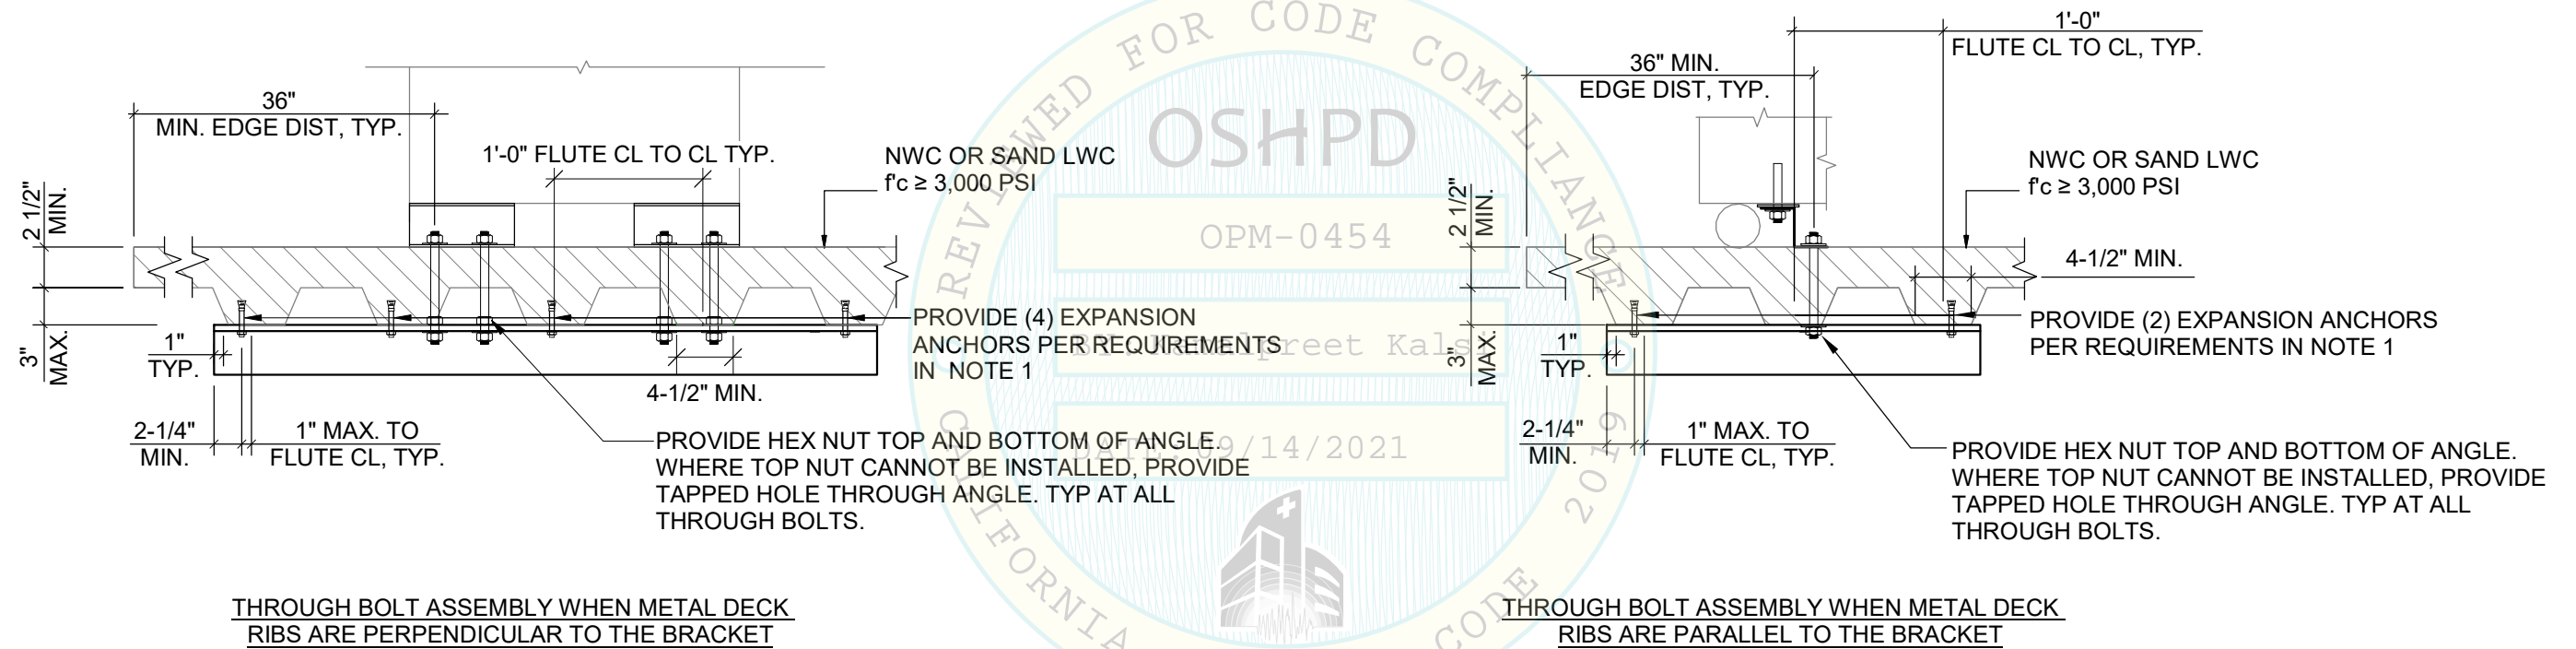 36"
MIN. EDGE DIST, TYP.
1'-0" FLUTE CL TO CL TYP.
NWC OR SAND LWC
f'c ≥ 3,000 PSI
2 1/2"
MIN.
3"
MAX.
1"
TYP.
PROVIDE (4) EXPANSION
ANCHORS PER REQUIREMENTS
IN NOTE 1
4-1/2" MIN.
2-1/4"
MIN.
1" MAX. TO
FLUTE CL, TYP.
PROVIDE HEX NUT TOP AND BOTTOM OF ANGLE.
WHERE TOP NUT CANNOT BE INSTALLED, PROVIDE
TAPPED HOLE THROUGH ANGLE. TYP AT ALL
THROUGH BOLTS.
THROUGH BOLT ASSEMBLY WHEN METAL DECK
RIBS ARE PERPENDICULAR TO THE BRACKET
REVIEWED FOR CODE COMPLIANCE
OSHPD
OPM-0454
BY: Kamalpreet Kalsi
DATE: 09/14/2021
CALIFORNIA
CODE
2019
1'-0"
FLUTE CL TO CL, TYP.
36" MIN.
EDGE DIST, TYP.
NWC OR SAND LWC
f'c ≥ 3,000 PSI
2 1/2"
MIN.
4-1/2" MIN.
3"
MAX.
1"
TYP.
PROVIDE (2) EXPANSION ANCHORS
PER REQUIREMENTS IN NOTE 1
2-1/4"
MIN.
1" MAX. TO
FLUTE CL, TYP.
PROVIDE HEX NUT TOP AND BOTTOM OF ANGLE.
WHERE TOP NUT CANNOT BE INSTALLED, PROVIDE
TAPPED HOLE THROUGH ANGLE. TYP AT ALL
THROUGH BOLTS.
THROUGH BOLT ASSEMBLY WHEN METAL DECK
RIBS ARE PARALLEL TO THE BRACKET